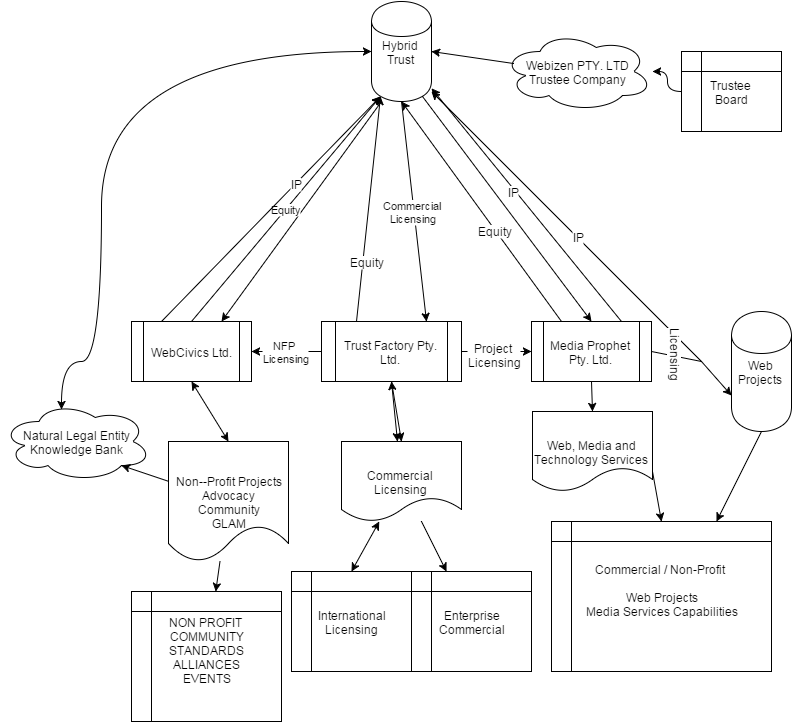 Hybrid
Trust
Webizen PTY. LTD
Trustee Company
Trustee
Board
IP
Equity
Commercial
Licensing
Equity
IP
Equity
IP
WebCivics Ltd.
NFP
Licensing
Trust Factory Pty.
Ltd.
Project
Licensing
Media Prophet
Pty. Ltd.
Licensing
Web
Projects
Natural Legal Entity
Knowledge Bank
Non--Profit Projects
Advocacy
Community
GLAM
Commercial
Licensing
Web, Media and
Technology Services
NON PROFIT
COMMUNITY
STANDARDS
ALLIANCES
EVENTS
International
Licensing
Enterprise
Commercial
Commercial / Non-Profit
Web Projects
Media Services Capabilities